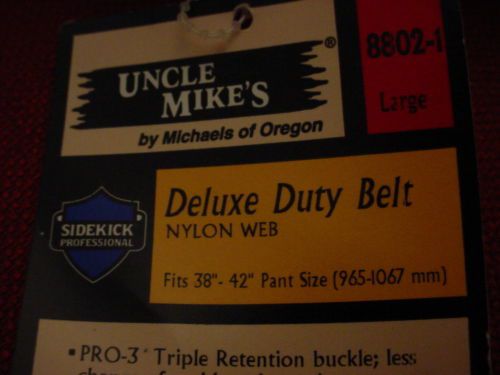 UNCLE
MIKE'S®
by Michaels of Oregon
8802-1
Large
SIDEKICK
PROFESSIONAL
Deluxe Duty Belt
NYLON WEB
Fits 38"- 42" Pant Size (965-1067 mm)
▪ PRO-3 Triple Retention buckle; less